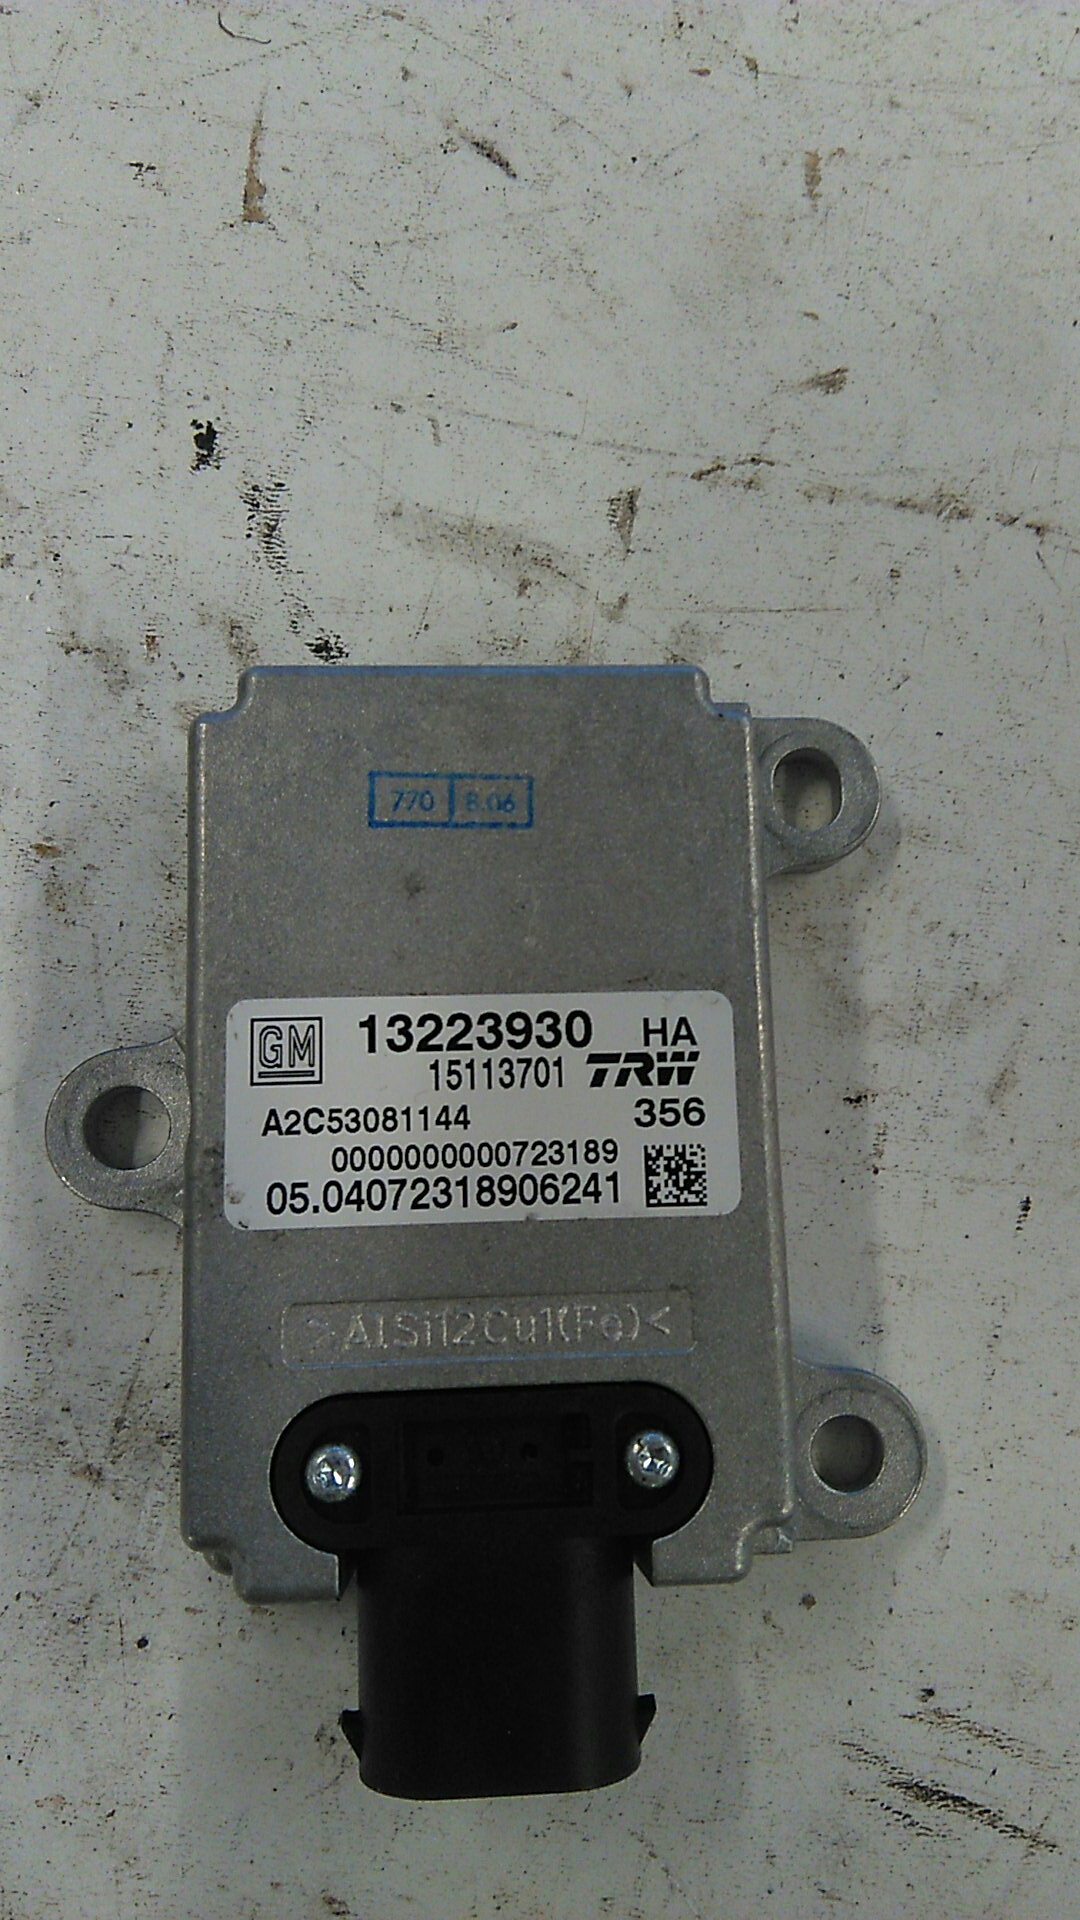 770 8.06
GM 13223930 HA
15113701 TRW
A2C53081144 356
0000000000723189
05.04072318906241
>AlSi12Cu1(Fe)<